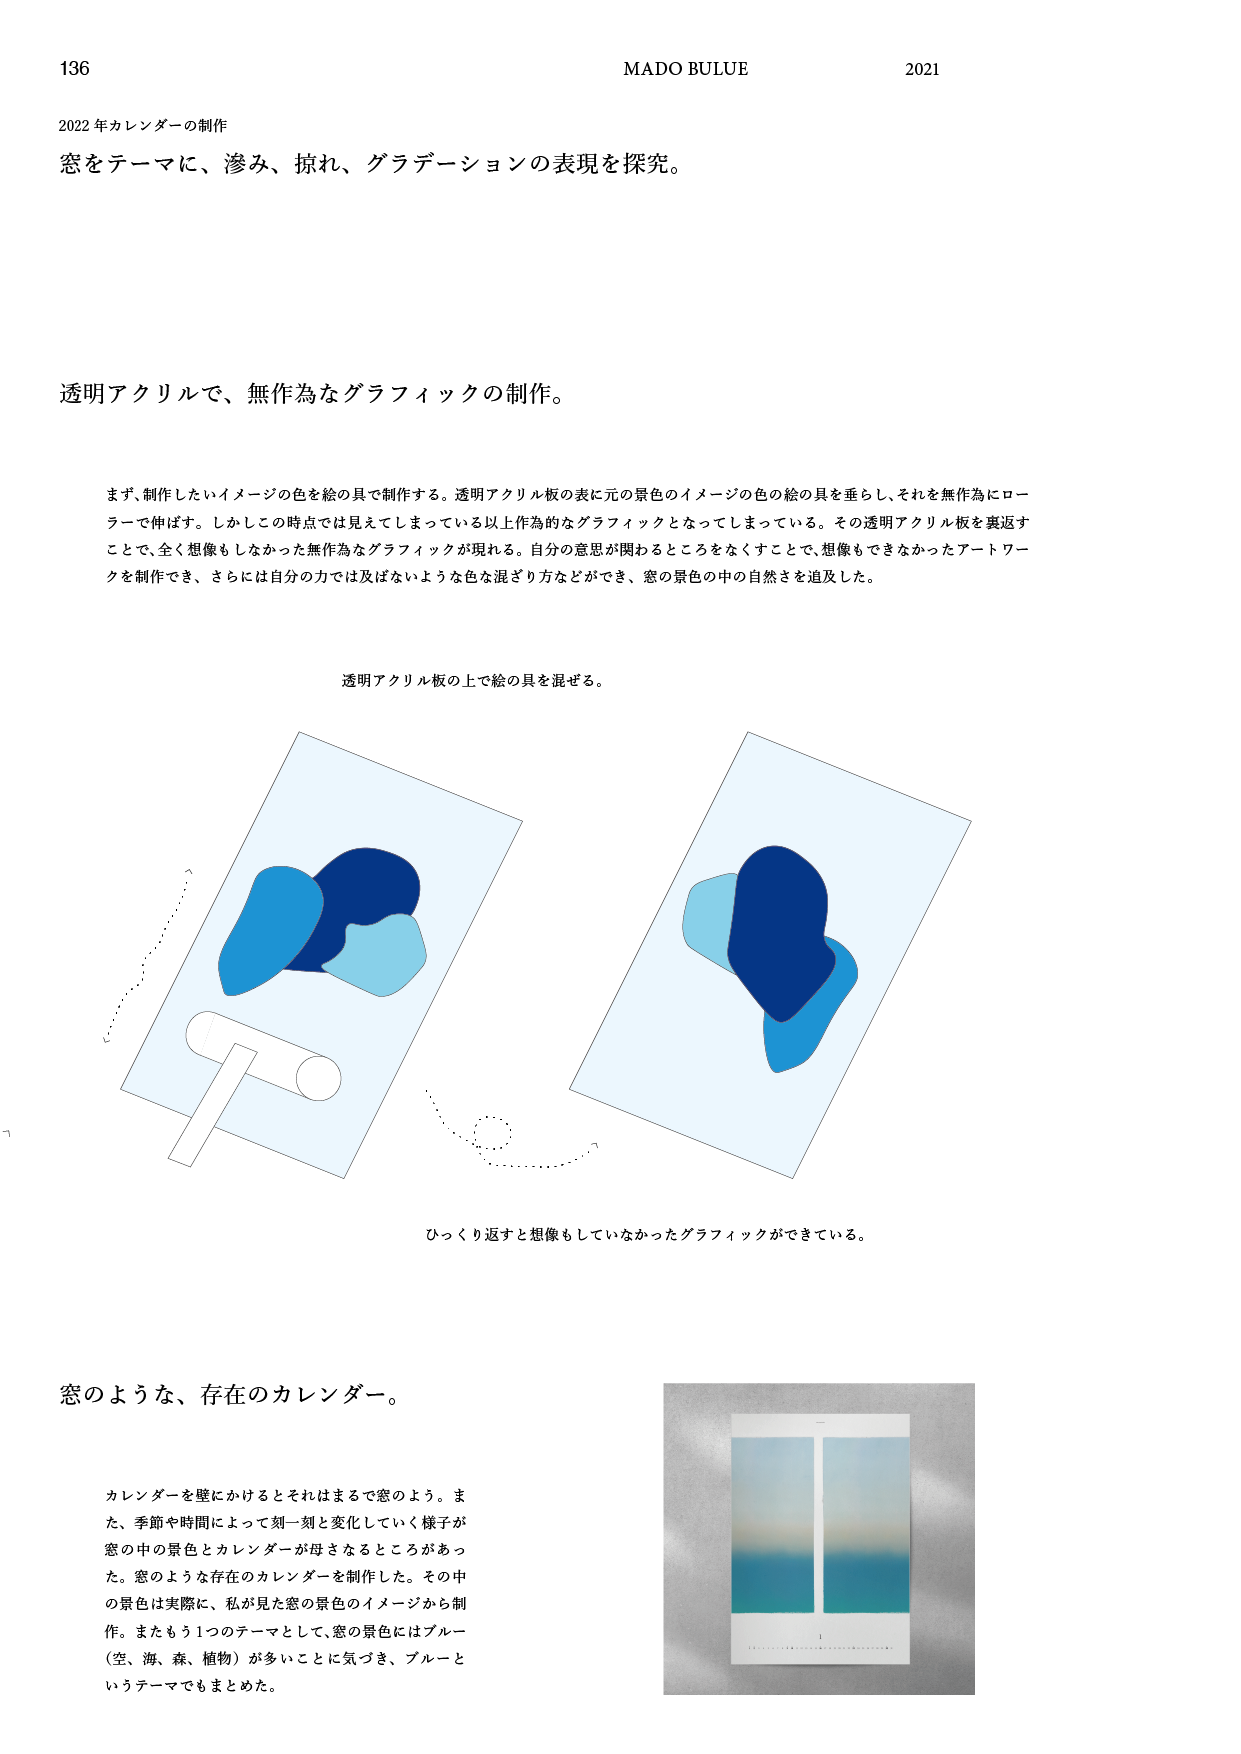 136
MADO BULUE
2021
2022 年カレンダーの制作
窓をテーマに、滲み、掠れ、グラデーションの表現を探究。
透明アクリルで、無作為なグラフィックの制作。
まず、制作したいイメージの色を絵の具で制作する。透明アクリル板の表に元の景色のイメージの色の絵の具を垂らし、それを無作為にロー
ラーで伸ばす。しかしこの時点では見えてしまっている以上作為的なグラフィックとなってしまっている。その透明アクリル板を裏返す
ことで、全く想像もしなかった無作為なグラフィックが現れる。自分の意思が関わるところをなくすことで、想像もできなかったアートワー
クを制作でき、さらには自分の力では及ばないような色な混ざり方などができ、窓の景色の中の自然さを追及した。
透明アクリル板の上で絵の具を混ぜる。
ひっくり返すと想像もしていなかったグラフィックができている。
窓のような、存在のカレンダー。
カレンダーを壁にかけるとそれはまるで窓のよう。ま
た、季節や時間によって刻一刻と変化していく様子が
窓の中の景色とカレンダーが母さなるところがあっ
た。窓のような存在のカレンダーを制作した。その中
の景色は実際に、私が見た窓の景色のイメージから制
作。またもう1つのテーマとして、窓の景色にはブルー
（空、海、森、植物）が多いことに気づき、ブルーと
いうテーマでもまとめた。
1